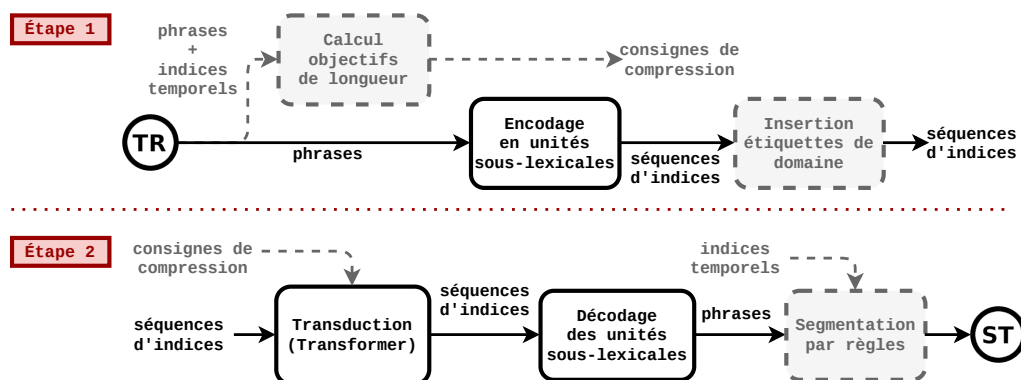 Étape 1
phrases
+
indices
temporels
Calcul
objectifs
de longueur
consignes de
compression
TR
phrases
Encodage
en unités
sous-lexicales
séquences
d'indices
Insertion
étiquettes de
domaine
séquences
d'indices
Étape 2
consignes de
compression
séquences
d'indices
Transduction
(Transformer)
séquences
d'indices
Décodage
des unités
sous-lexicales
phrases
indices
temporels
Segmentation
par règles
ST